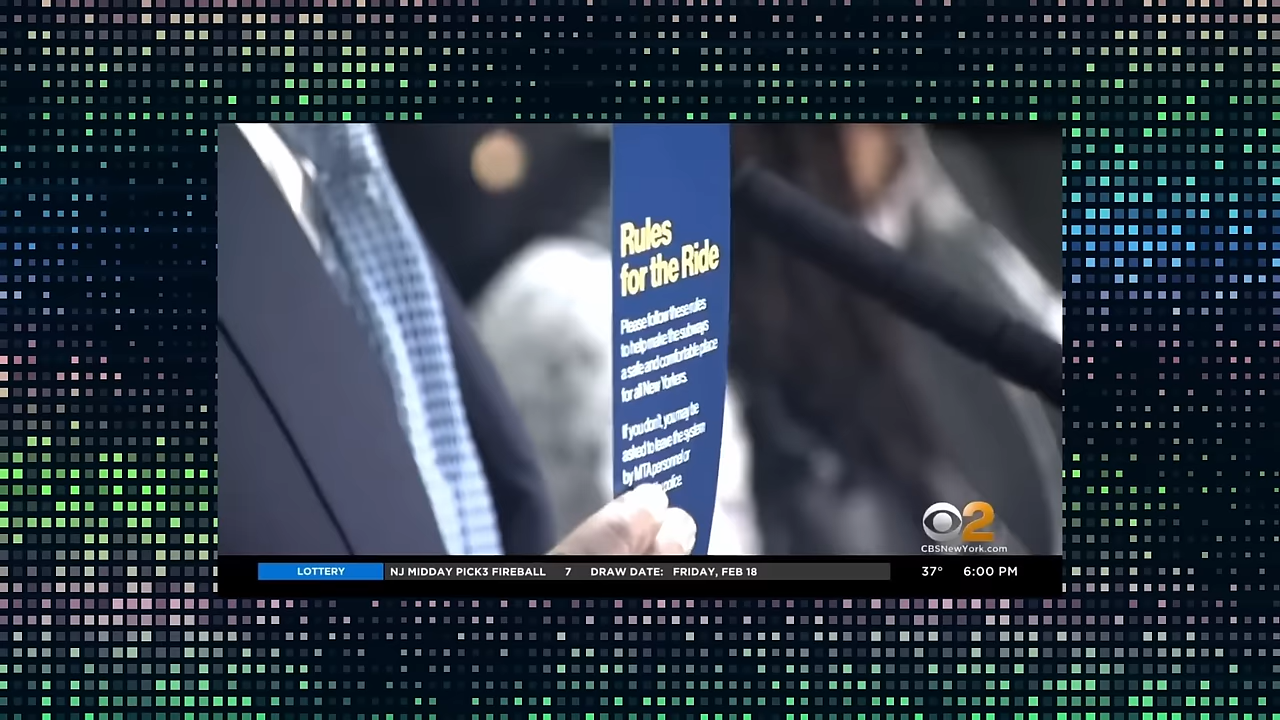 Rules
for the Ride
Please follow these rules
to help make the subways
a safe and comfortable place
for all New Yorkers.
If you don't, you may be
asked to leave the system
by MTA personnel or
police.
2
CBSNewYork.com
LOTTERY NJ MIDDAY PICK3 FIREBALL 7 DRAW DATE: FRIDAY, FEB 18 37° 6:00 PM